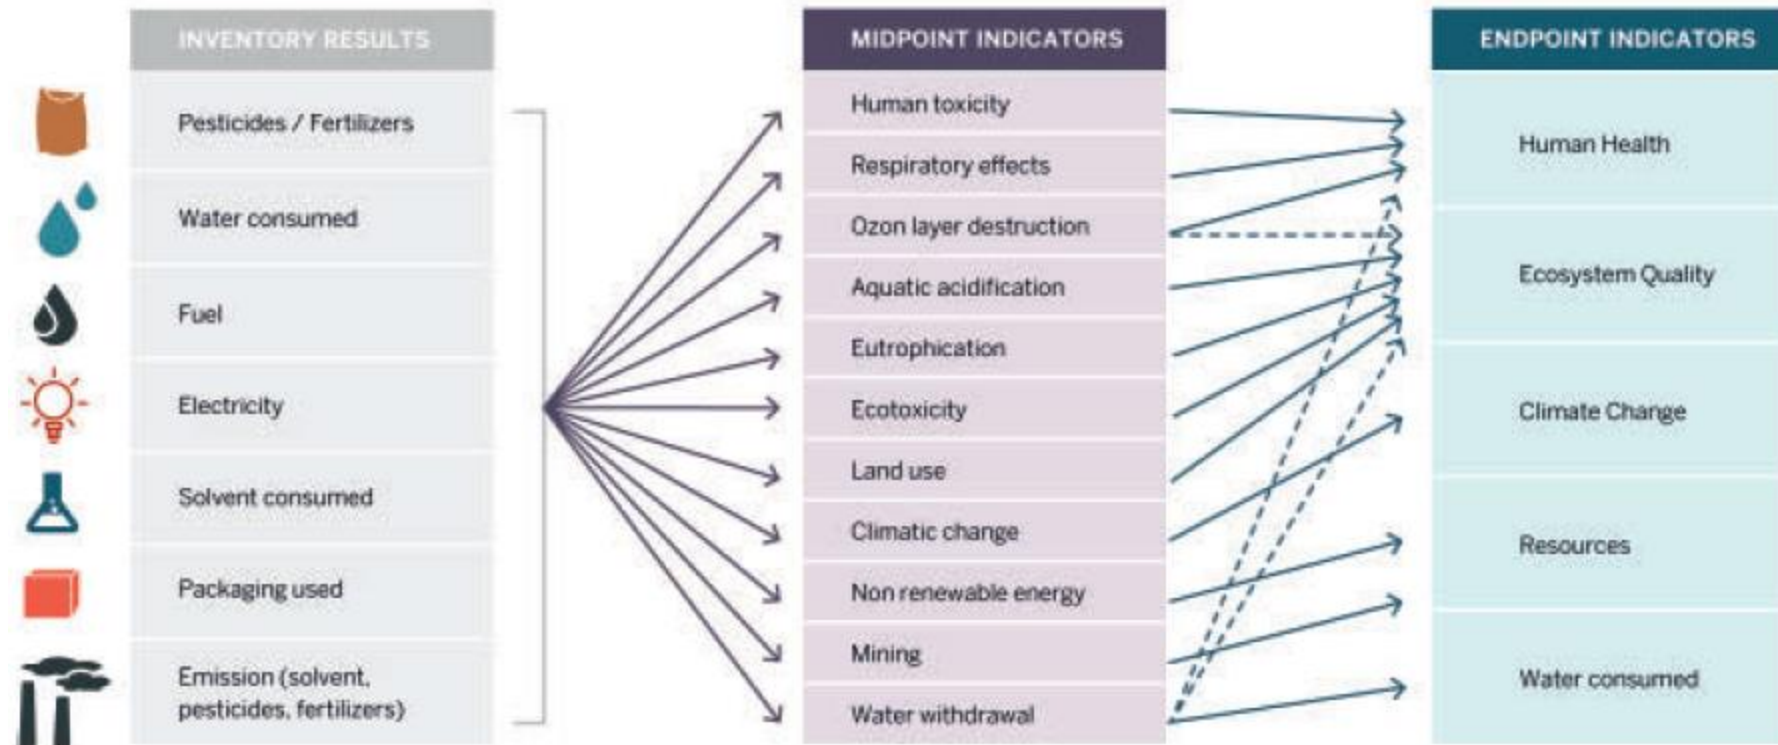 INVENTORY RESULTS
Pesticides / Fertilizers
Water consumed
Fuel
Electricity
Solvent consumed
Packaging used
Emission (solvent,
pesticides, fertilizers)
MIDPOINT INDICATORS
Human toxicity
Respiratory effects
Ozon layer destruction
Aquatic acidification
Eutrophication
Ecotoxicity
Land use
Climatic change
Non renewable energy
Mining
Water withdrawal
ENDPOINT INDICATORS
Human Health
Ecosystem Quality
Climate Change
Resources
Water consumed